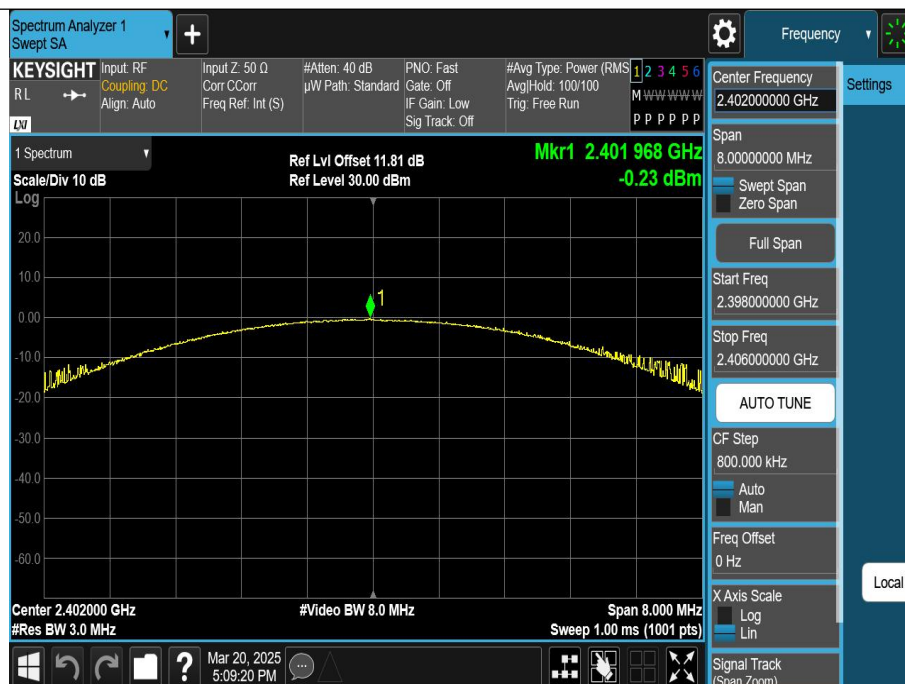 Spectrum Analyzer 1
Swept SA
Frequency
KEYSIGHT
RL
LXI
Input: RF
Coupling: DC
Align: Auto
Input Z: 50 Ω
Corr CCorr
Freq Ref: Int (S)
#Atten: 40 dB
µW Path: Standard
PNO: Fast
Gate: Off
IF Gain: Low
Sig Track: Off
#Avg Type: Power (RMS
Avg|Hold: 100/100
Trig: Free Run
1 2 3 4 5 6
M W W W W W
P P P P P P
1 Spectrum
Scale/Div 10 dB
Log
Ref Lvl Offset 11.81 dB
Ref Level 30.00 dBm
Mkr1 2.401 968 GHz
-0.23 dBm
1
20.0
10.0
0.00
-10.0
-20.0
-30.0
-40.0
-50.0
-60.0
Center 2.402000 GHz
#Res BW 3.0 MHz
#Video BW 8.0 MHz
Span 8.000 MHz
Sweep 1.00 ms (1001 pts)
?
Mar 20, 2025
5:09:20 PM
Center Frequency
2.402000000 GHz
Settings
Span
8.00000000 MHz
Swept Span
Zero Span
Full Span
Start Freq
2.398000000 GHz
Stop Freq
2.406000000 GHz
AUTO TUNE
CF Step
800.000 kHz
Auto
Man
Freq Offset
0 Hz
Local
X Axis Scale
Log
Lin
Signal Track
(Span Zoom)